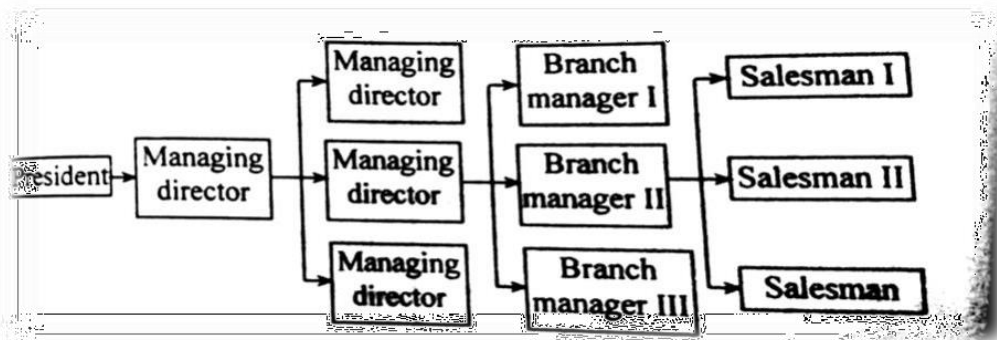 President
Managing
director
Managing
director
Managing
director
Managing
director
Branch
manager I
Branch
manager II
Branch
manager III
Salesman I
Salesman II
Salesman